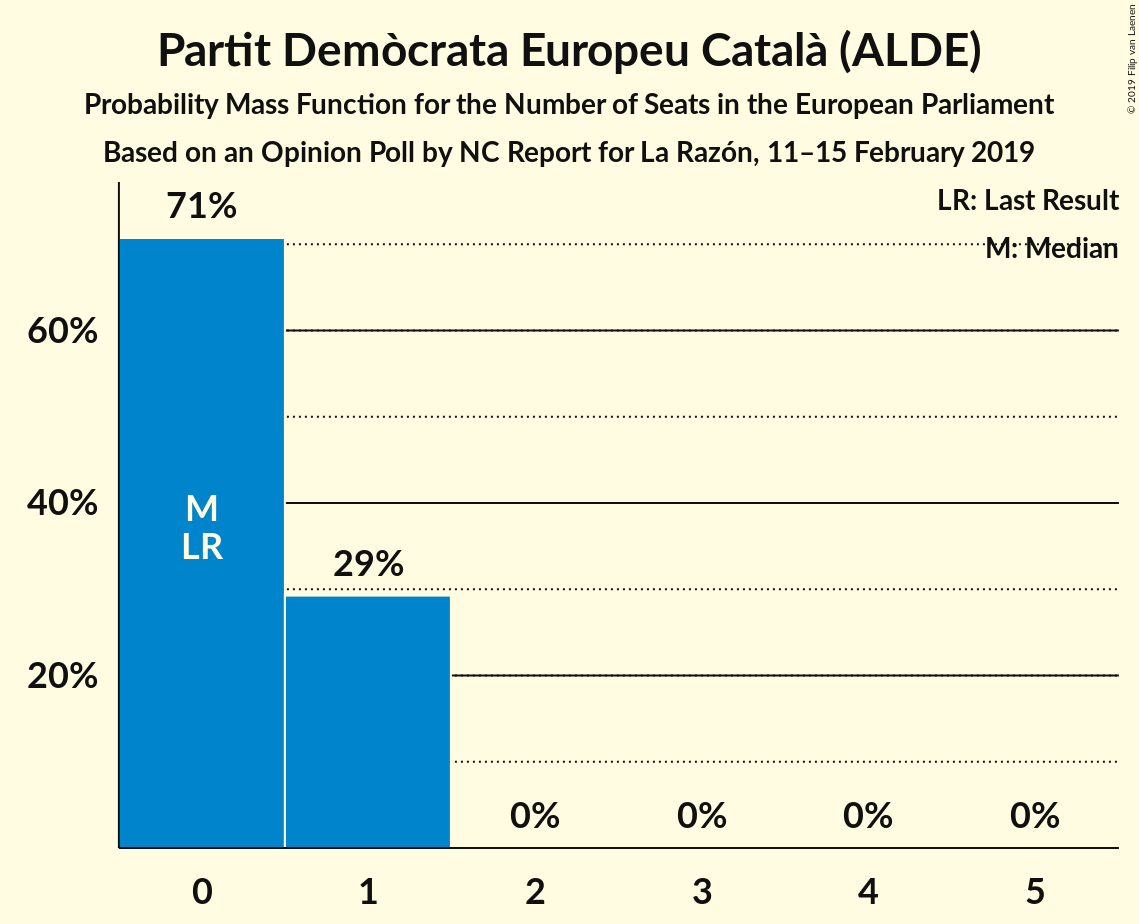 Partit Demòcrata Europeu Català (ALDE)
Probability Mass Function for the Number of Seats in the European Parliament
Based on an Opinion Poll by NC Report for La Razón, 11–15 February 2019
© 2019 Filip van Laenen
LR: Last Result
M: Median
71%
60%
40%
20%
M
LR
29%
0%
0%
0%
0%
0
1
2
3
4
5